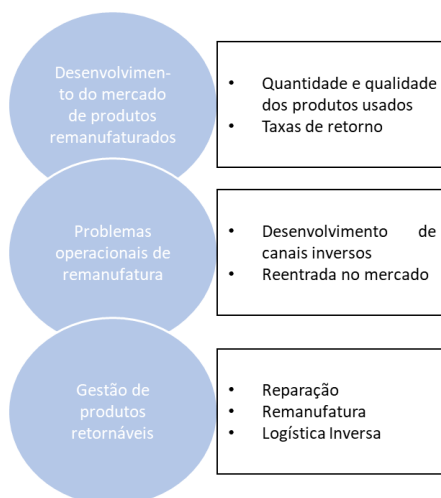 Desenvolvimen-
to do mercado
de produtos
remanufaturados
• Quantidade e qualidade
dos produtos usados
• Taxas de retorno
Problemas
operacionais de
remanufatura
• Desenvolvimento de
canais inversos
• Reentrada no mercado
Gestão de
produtos
retornáveis
• Reparação
• Remanufatura
• Logística Inversa